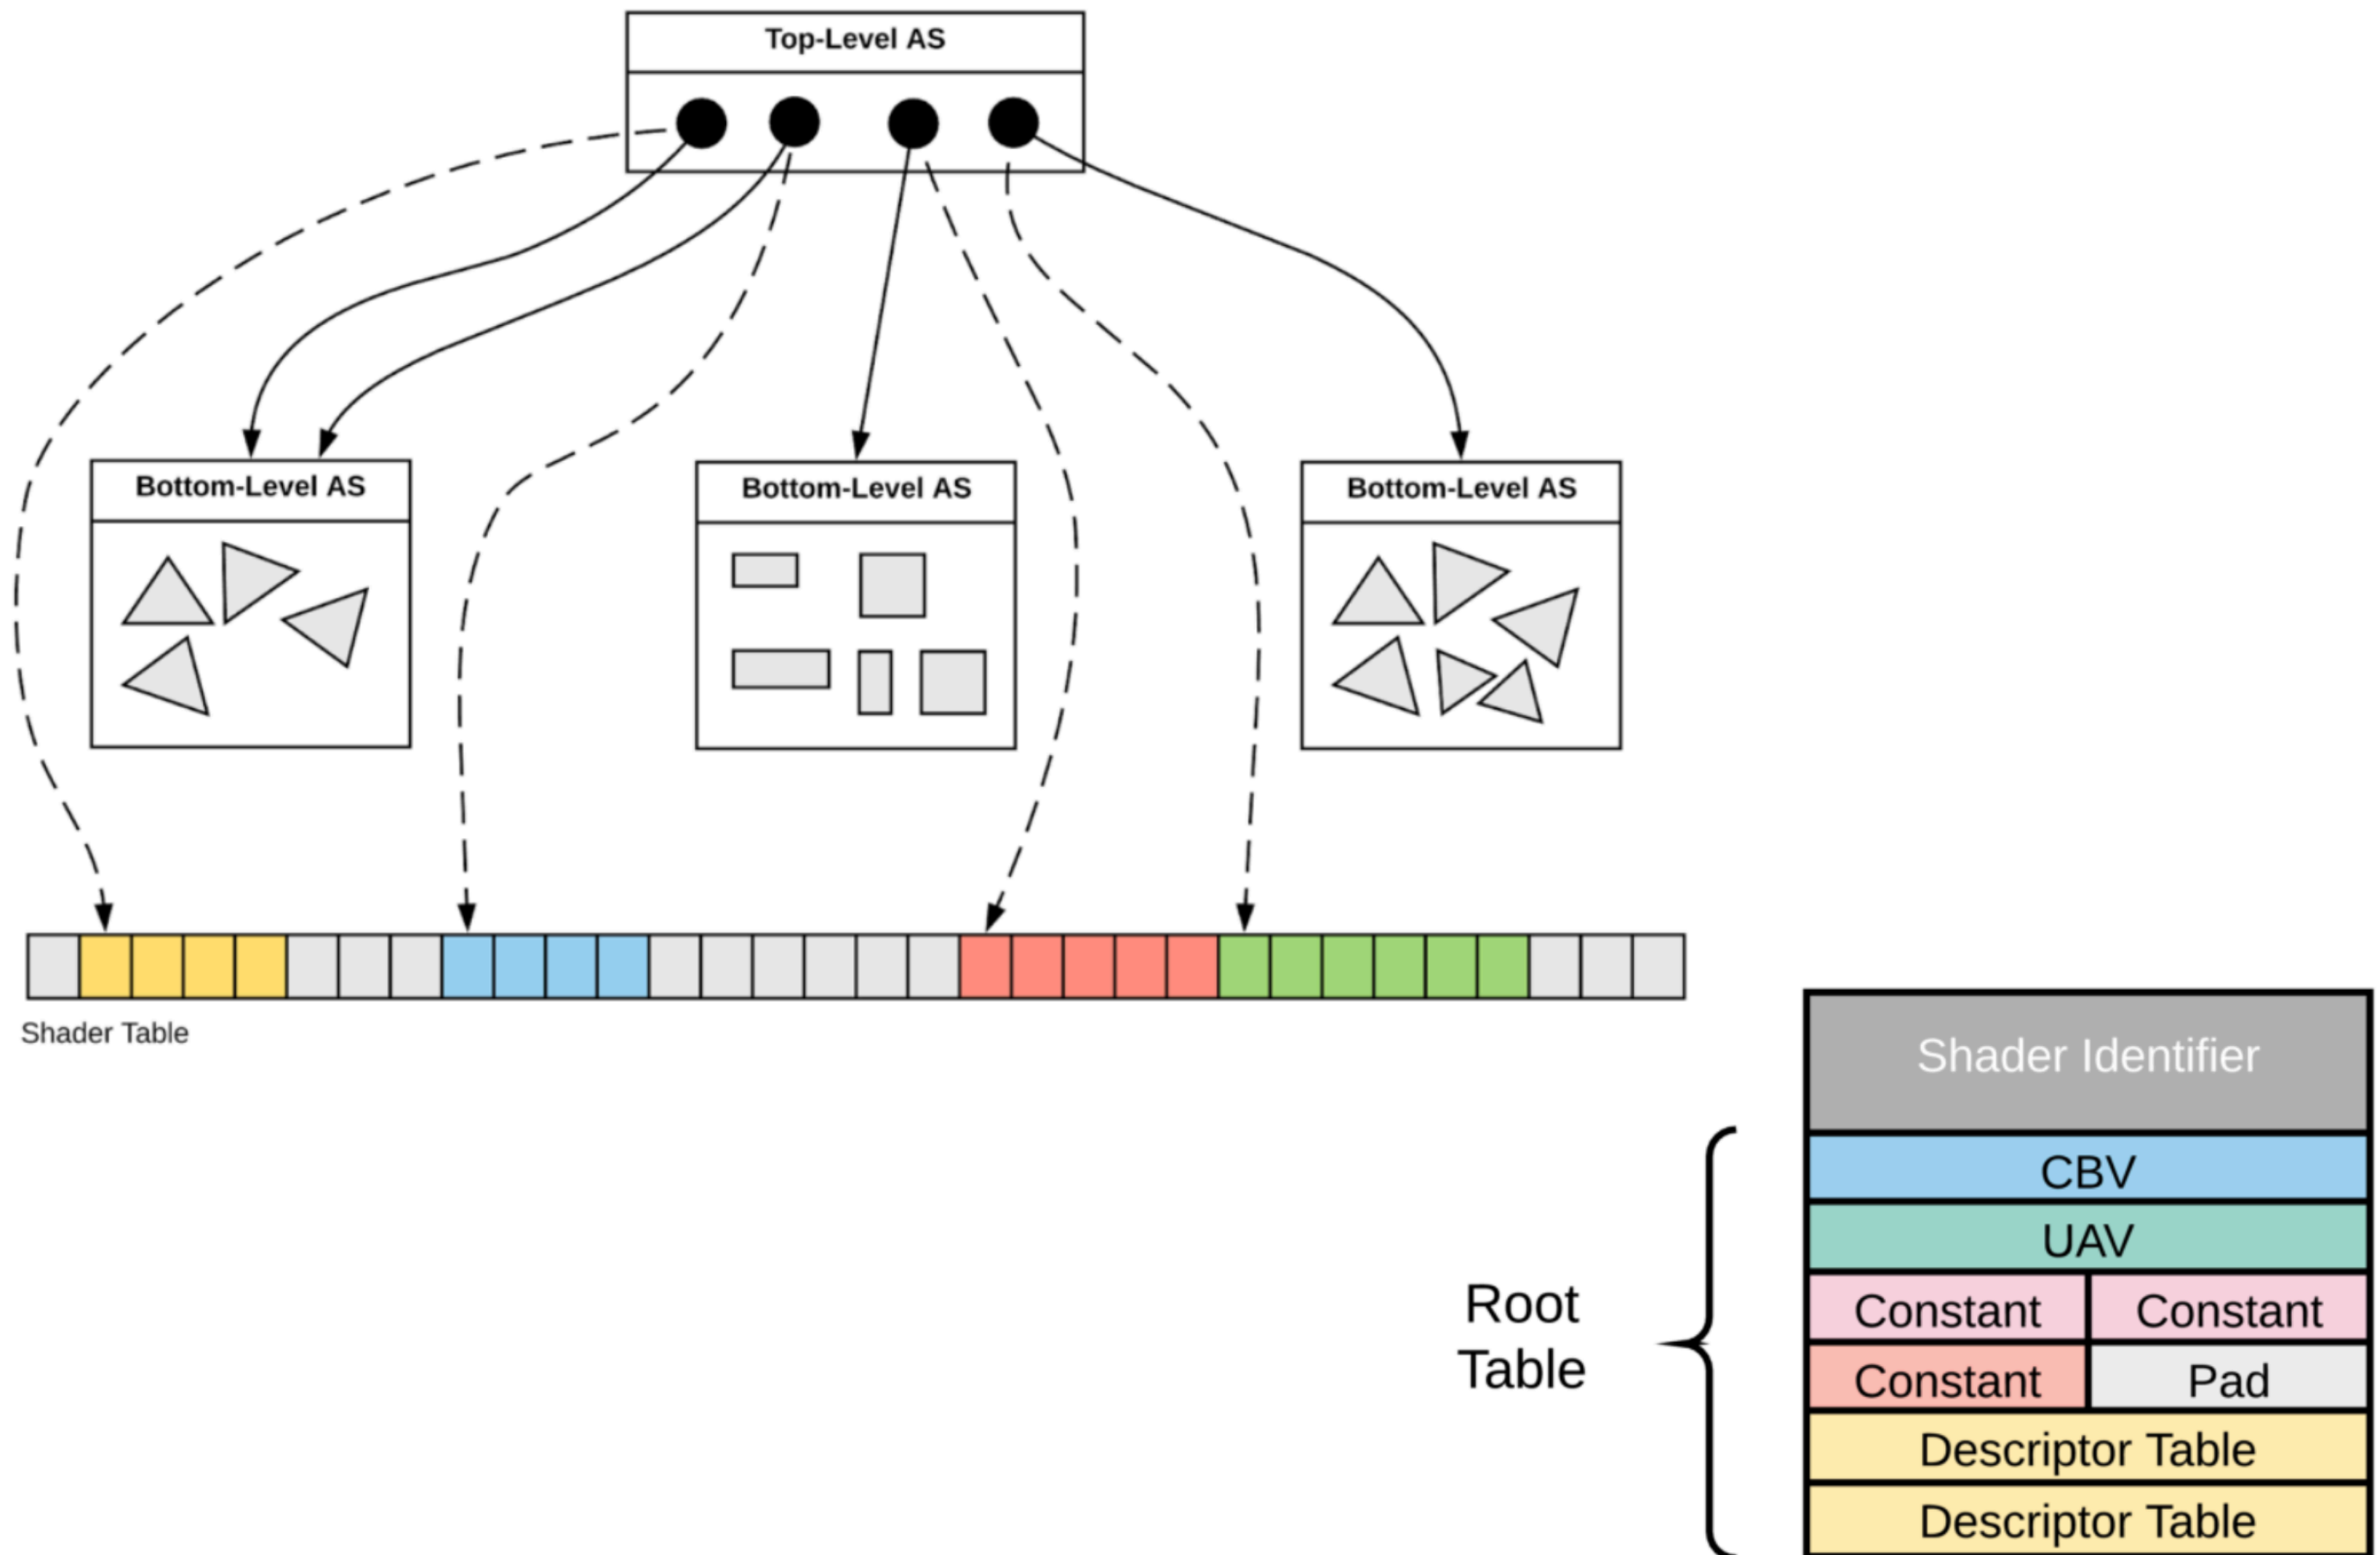 Top-Level AS
Bottom-Level AS
Bottom-Level AS
Bottom-Level AS
Shader Table
Root
Table
Shader Identifier
CBV
UAV
Constant
Constant
Constant
Pad
Descriptor Table
Descriptor Table